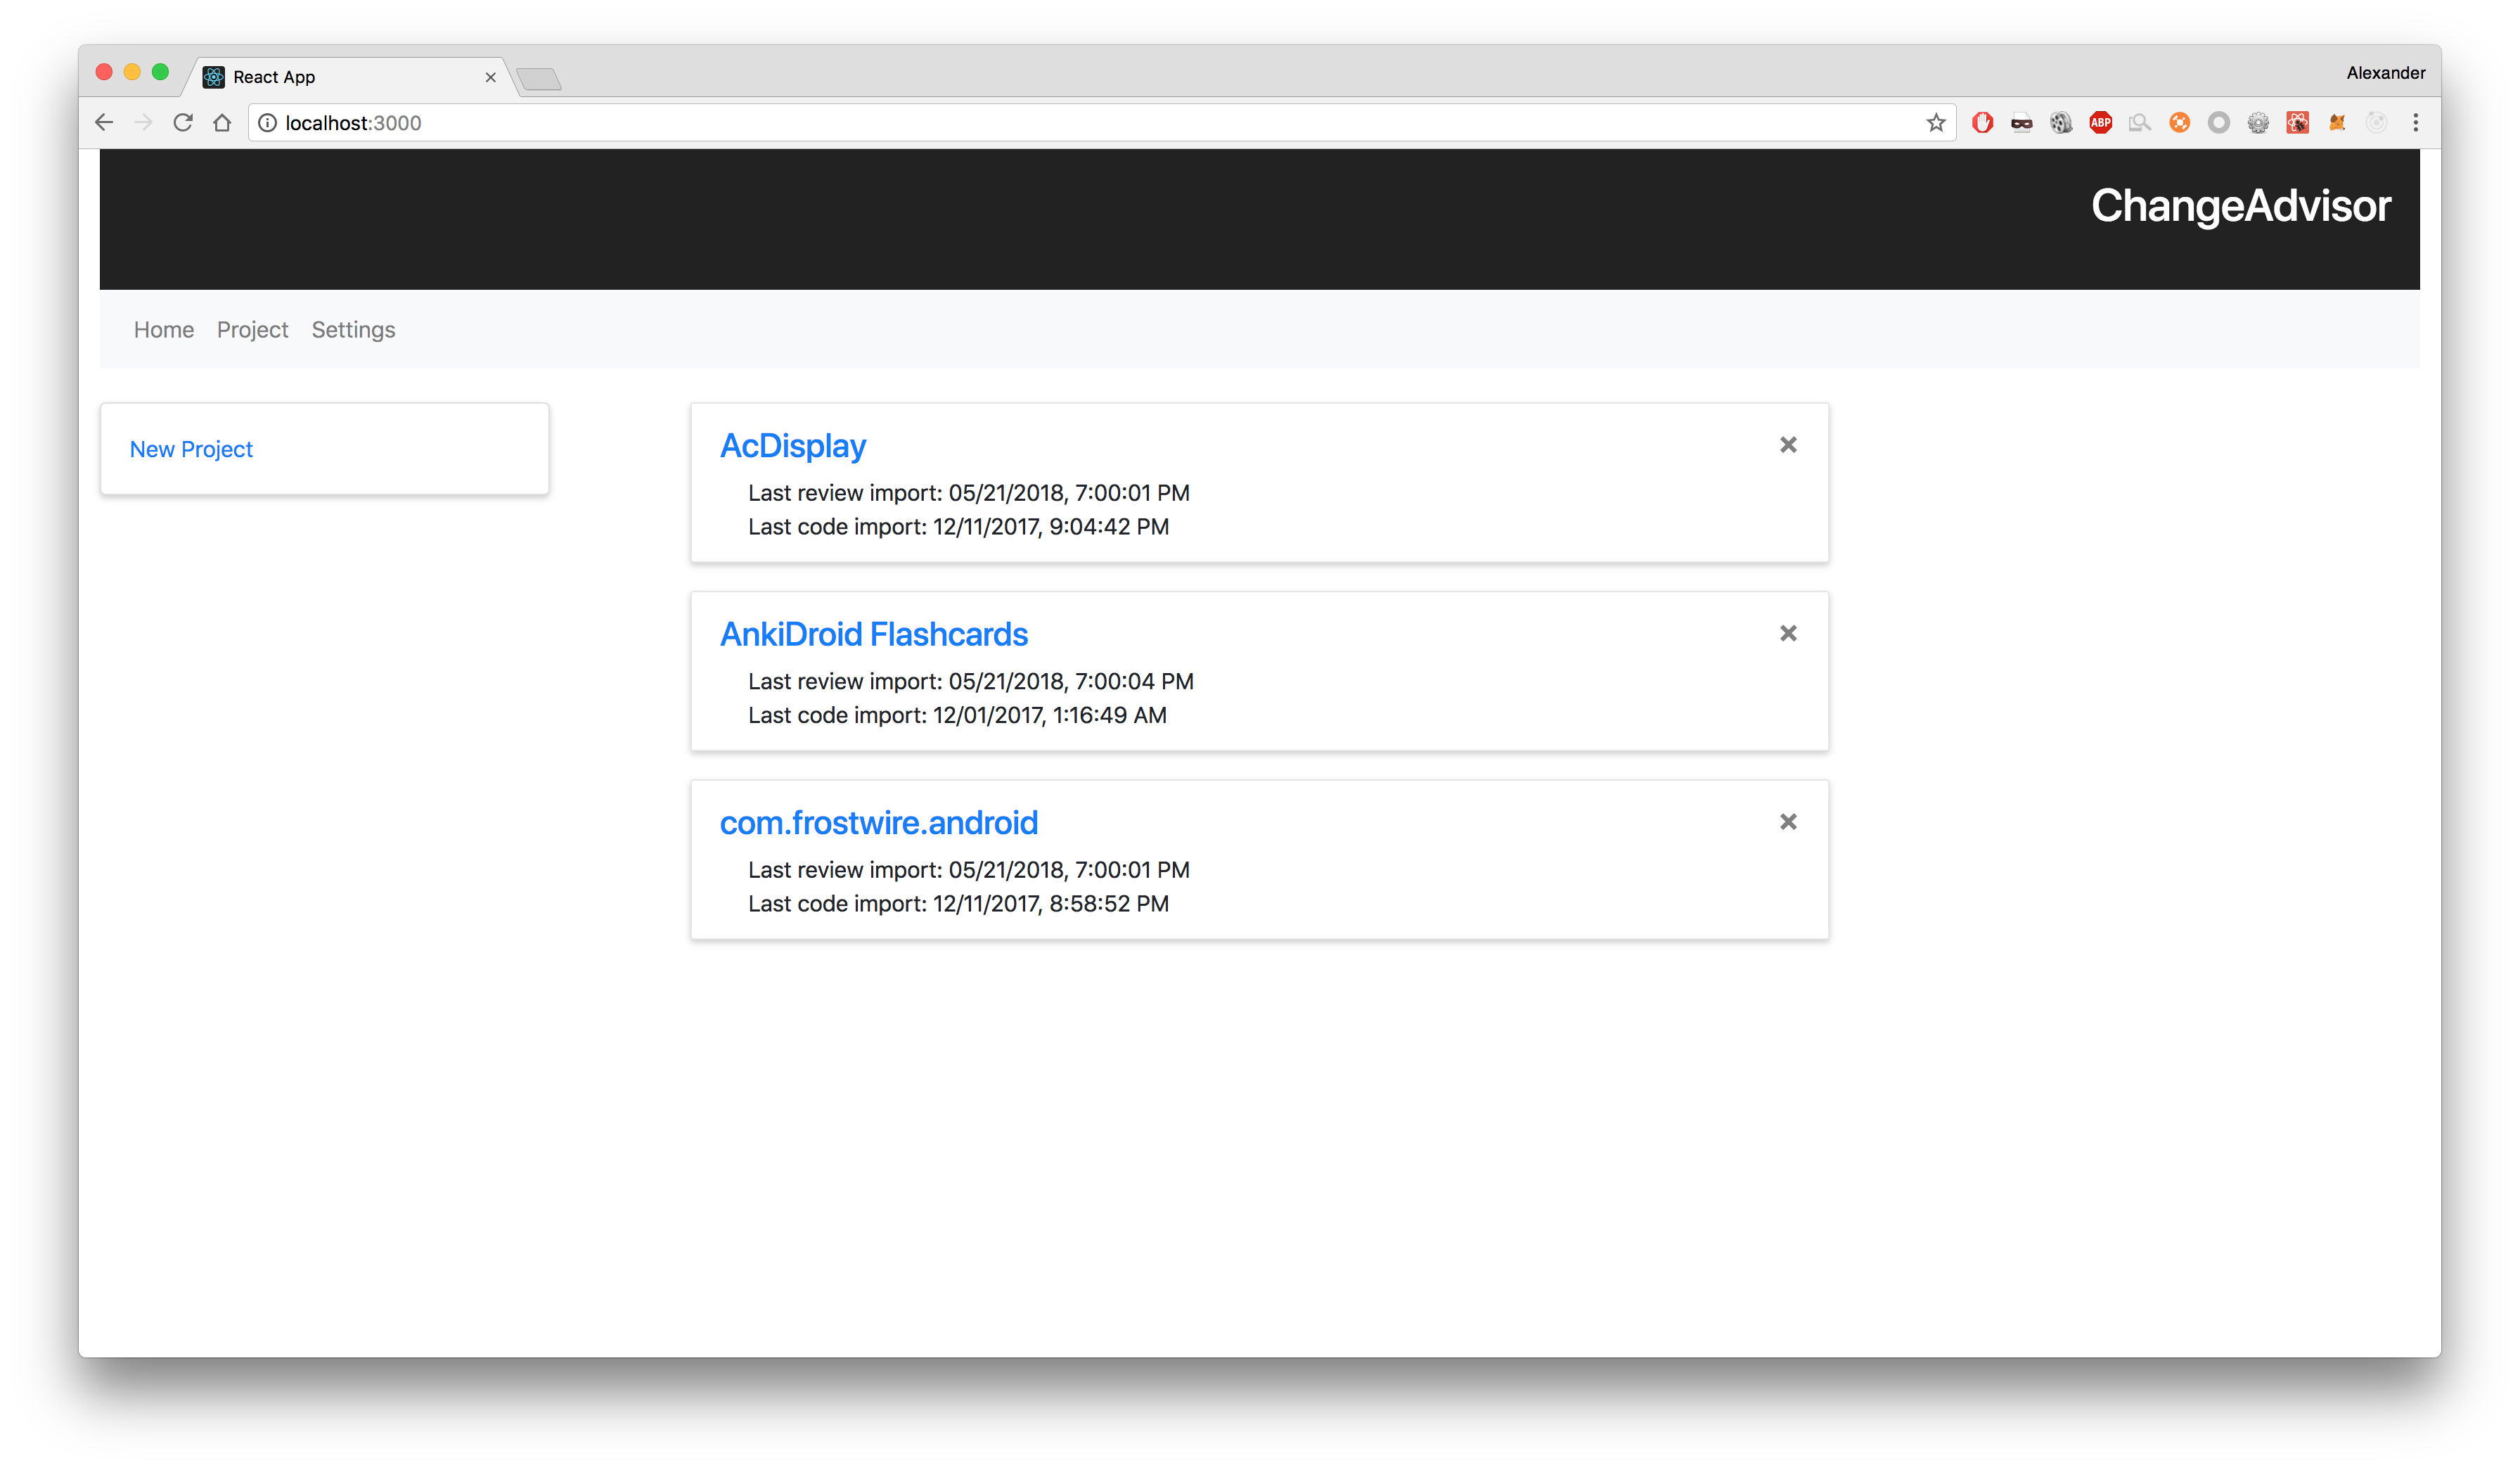 React App
Alexander
localhost:3000
ABP
ChangeAdvisor
Home Project Settings
New Project
AcDisplay
Last review import: 05/21/2018, 7:00:01 PM
Last code import: 12/11/2017, 9:04:42 PM
AnkiDroid Flashcards
Last review import: 05/21/2018, 7:00:04 PM
Last code import: 12/01/2017, 1:16:49 AM
com.frostwire.android
Last review import: 05/21/2018, 7:00:01 PM
Last code import: 12/11/2017, 8:58:52 PM